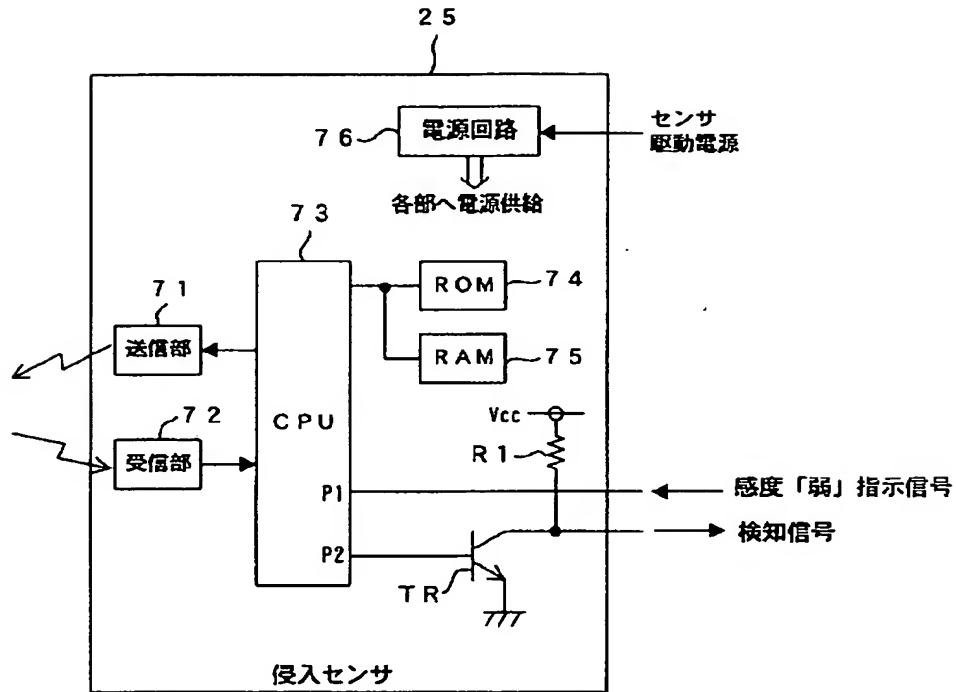 ２５
７６
電源回路
センサ
駆動電源
各部へ電源供給
７３
ＲＯＭ
７４
７１
送信部
ＲＡＭ
７５
ＣＰＵ
７２
受信部
Vcc
Ｒ１
P1
感度「弱」指示信号
P2
検知信号
ＴＲ
侵入センサ